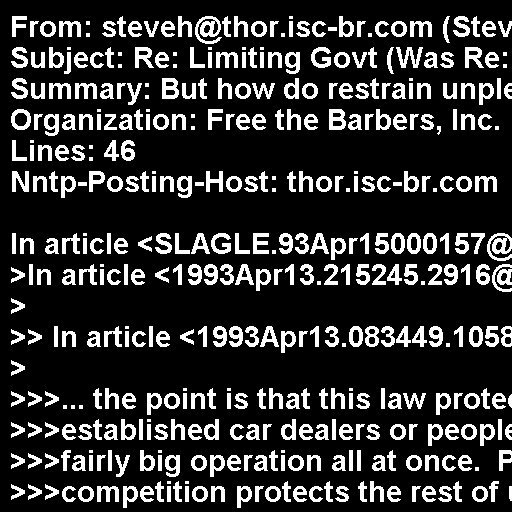 From: steveh@thor.isc-br.com (Stev
Subject: Re: Limiting Govt (Was Re:
Summary: But how do restrain unple
Organization: Free the Barbers, Inc.
Lines: 46
Nntp-Posting-Host: thor.isc-br.com

In article <SLAGLE.93Apr15000157@
>In article <1993Apr13.215245.2916@
>
>> In article <1993Apr13.083449.1058
>
>>>... the point is that this law prote
>>>established car dealers or people
>>>fairly big operation all at once.  P
>>>competition protects the rest of u